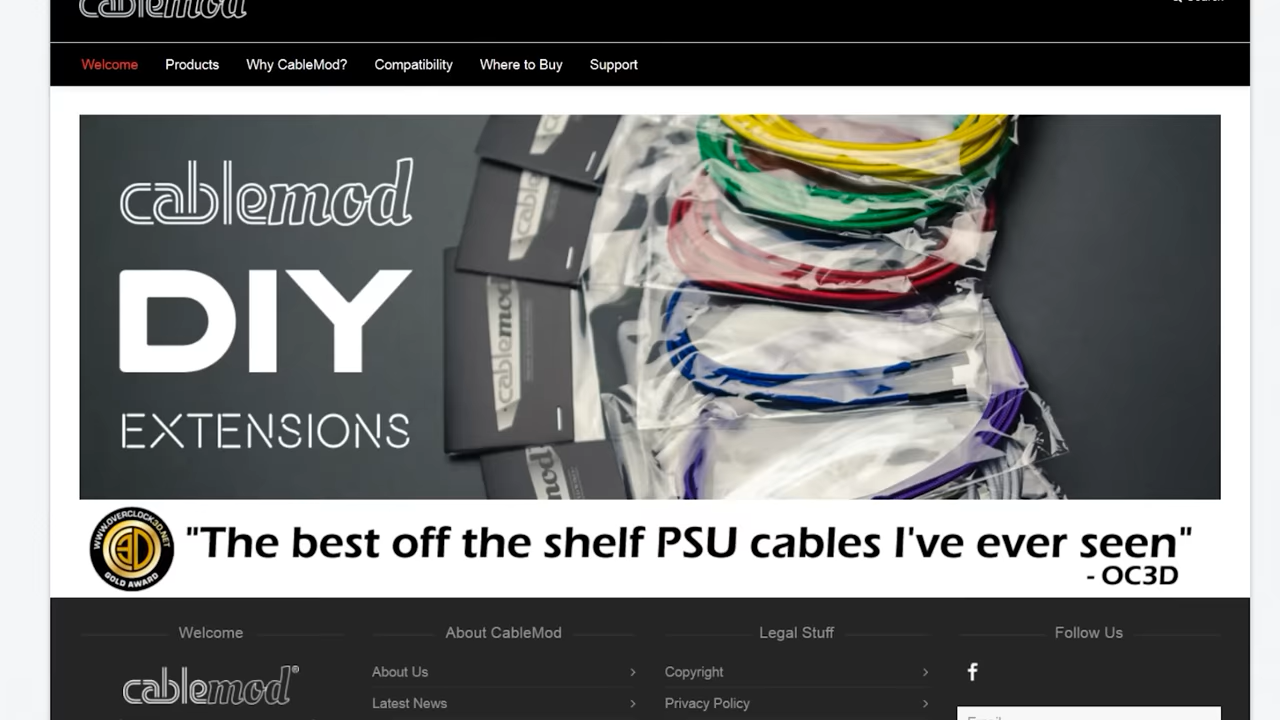 cablemod
Search
Welcome Products Why CableMod? Compatibility Where to Buy Support
cablemod
DIY
EXTENSIONS
cablemod
cablemod
WWW.OVERCLOCK3D.NET
3D
GOLD AWARD
"The best off the shelf PSU cables I've ever seen"
- OC3D
Welcome About CableMod Legal Stuff Follow Us
cablemod®
About Us
Latest News
Copyright
Privacy Policy
f
Email